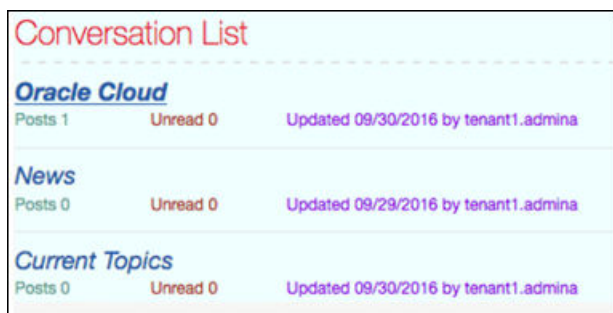 Conversation List
Oracle Cloud
Posts 1 Unread 0 Updated 09/30/2016 by tenant1.admina
News
Posts 0 Unread 0 Updated 09/29/2016 by tenant1.admina
Current Topics
Posts 0 Unread 0 Updated 09/30/2016 by tenant1.admina